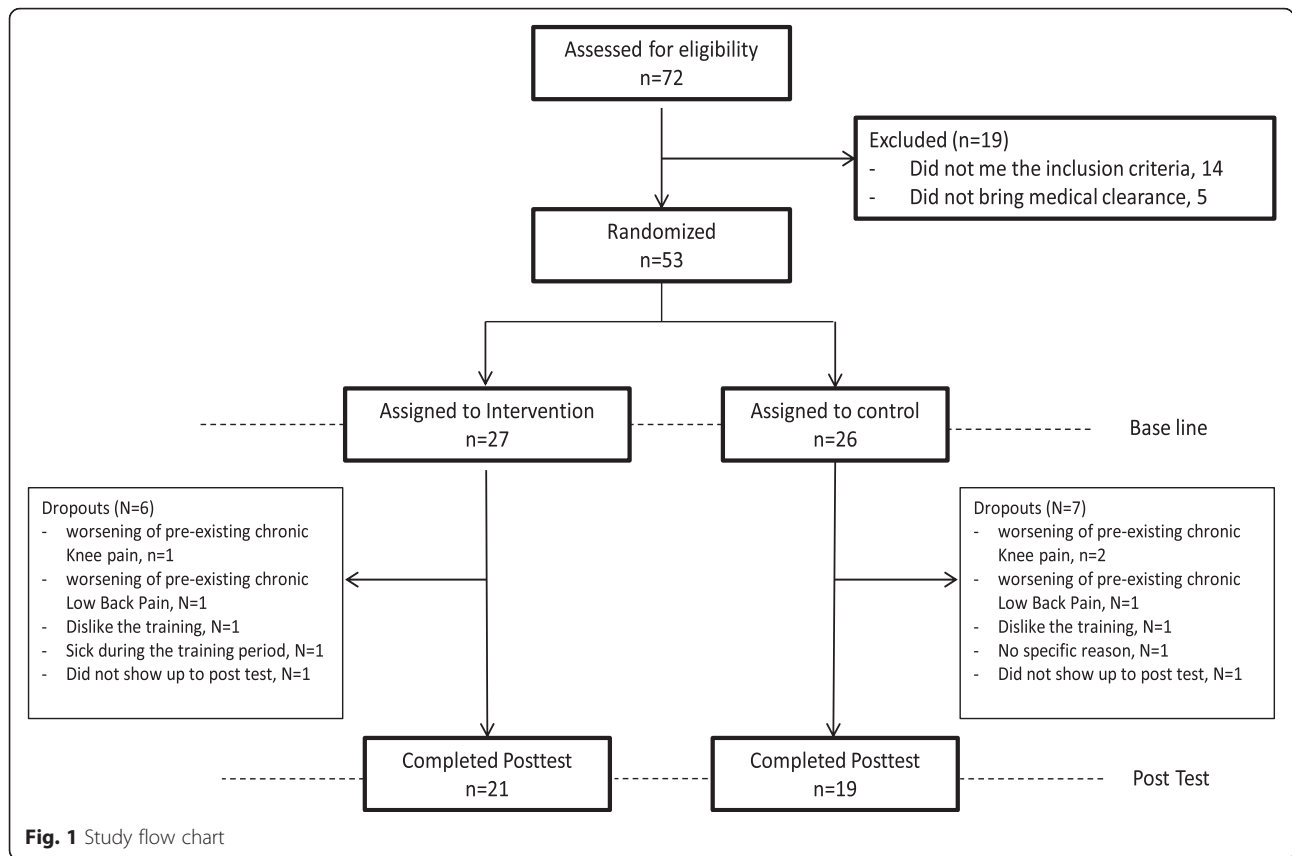 Assessed for eligibility
n=72
Excluded (n=19)
- Did not me the inclusion criteria, 14
- Did not bring medical clearance, 5
Randomized
n=53
Assigned to Intervention
n=27
Assigned to control
n=26
Base line
Dropouts (N=6)
- worsening of pre-existing chronic
Knee pain, n=1
- worsening of pre-existing chronic
Low Back Pain, N=1
- Dislike the training, N=1
- Sick during the training period, N=1
- Did not show up to post test, N=1
Dropouts (N=7)
- worsening of pre-existing chronic
Knee pain, n=2
- worsening of pre-existing chronic
Low Back Pain, N=1
- Dislike the training, N=1
- No specific reason, N=1
- Did not show up to post test, N=1
Completed Posttest
n=21
Completed Posttest
n=19
Post Test
Fig. 1 Study flow chart